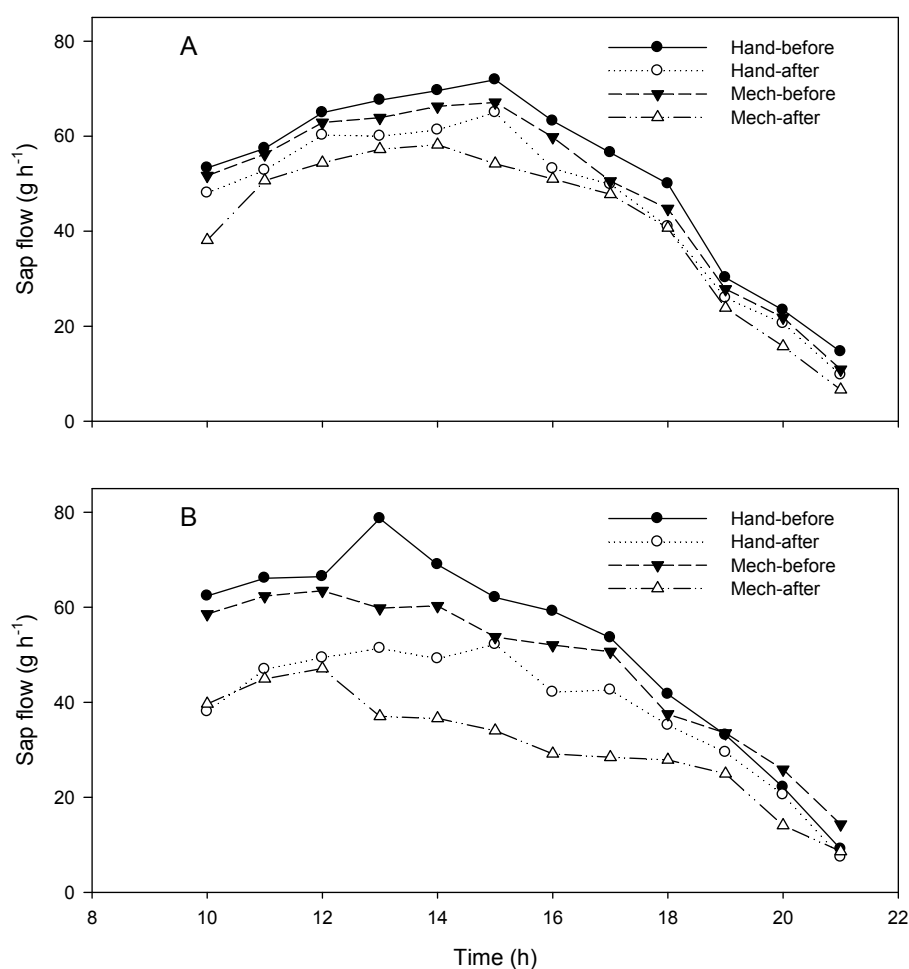 A
Hand-before
Hand-after
Mech-before
Mech-after
Sap flow (g h⁻¹)
80
60
40
20
0
B
Hand-before
Hand-after
Mech-before
Mech-after
Sap flow (g h⁻¹)
80
60
40
20
0
8 10 12 14 16 18 20 22
Time (h)